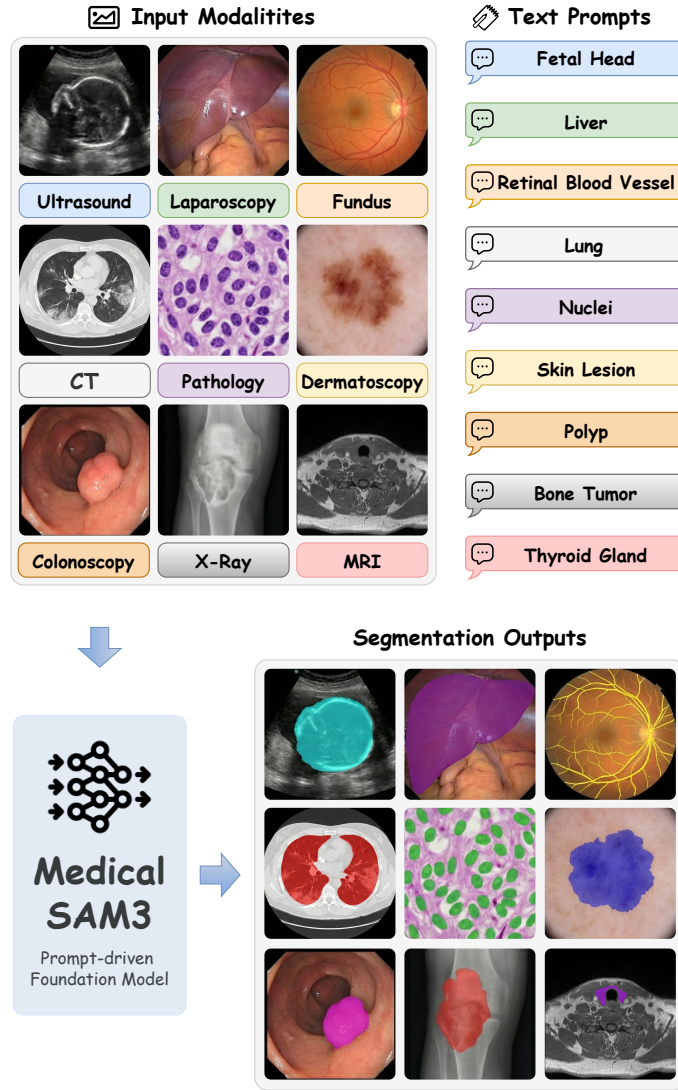 Input Modalitites
Text Prompts
Ultrasound
Laparoscopy
Fundus
CT
Pathology
Dermatoscopy
Colonoscopy
X-Ray
MRI
Fetal Head
Liver
Retinal Blood Vessel
Lung
Nuclei
Skin Lesion
Polyp
Bone Tumor
Thyroid Gland
Segmentation Outputs
Medical
SAM3
Prompt-driven
Foundation Model